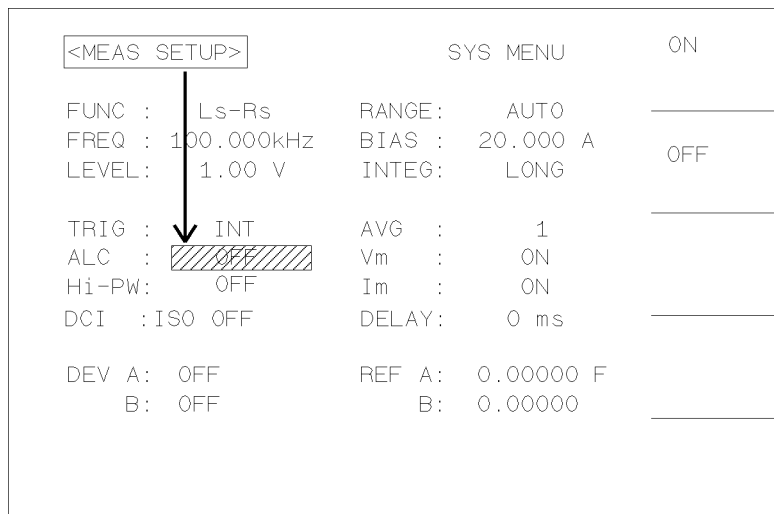 <MEAS SETUP> SYS MENU ON
FUNC : Ls-Rs RANGE: AUTO
FREQ : 100.000kHz BIAS : 20.000 A
OFF
LEVEL: 1.00 V INTEG: LONG
TRIG : INT AVG : 1
ALC : OFF Vm : ON
Hi-PW: OFF Im : ON
DCI :ISO OFF DELAY: 0 ms
DEV A: OFF REF A: 0.00000 F
B: OFF B: 0.00000